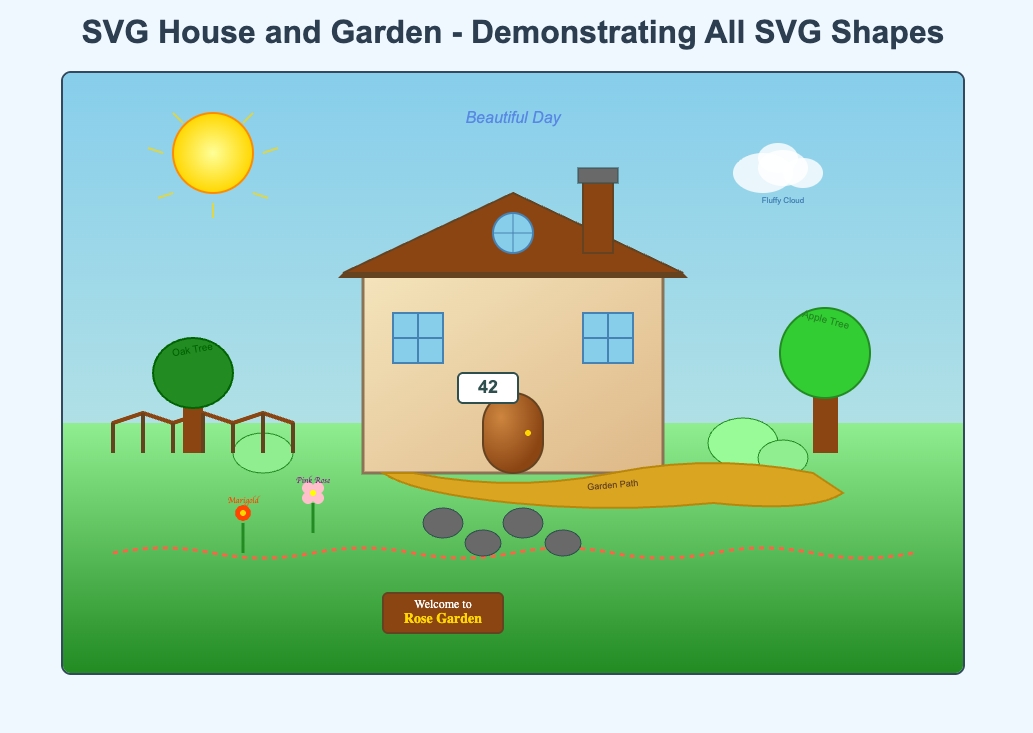 SVG House and Garden - Demonstrating All SVG Shapes
Beautiful Day
Fluffy Cloud
Apple Tree
Oak Tree
42
Pink Rose
Garden Path
Marigold
Welcome to
Rose Garden